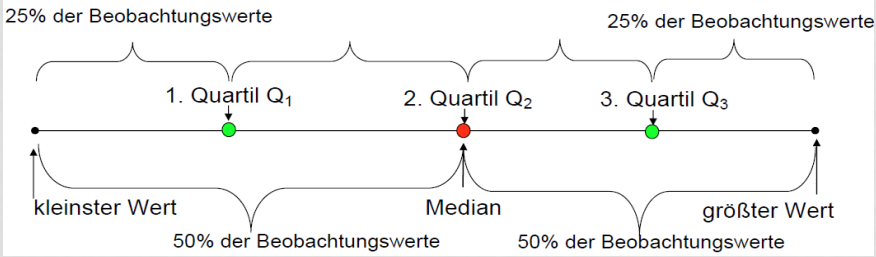 25% der Beobachtungswerte
25% der Beobachtungswerte
1. Quartil Q₁
2. Quartil Q₂
3. Quartil Q₃
kleinster Wert
Median
größter Wert
50% der Beobachtungswerte
50% der Beobachtungswerte